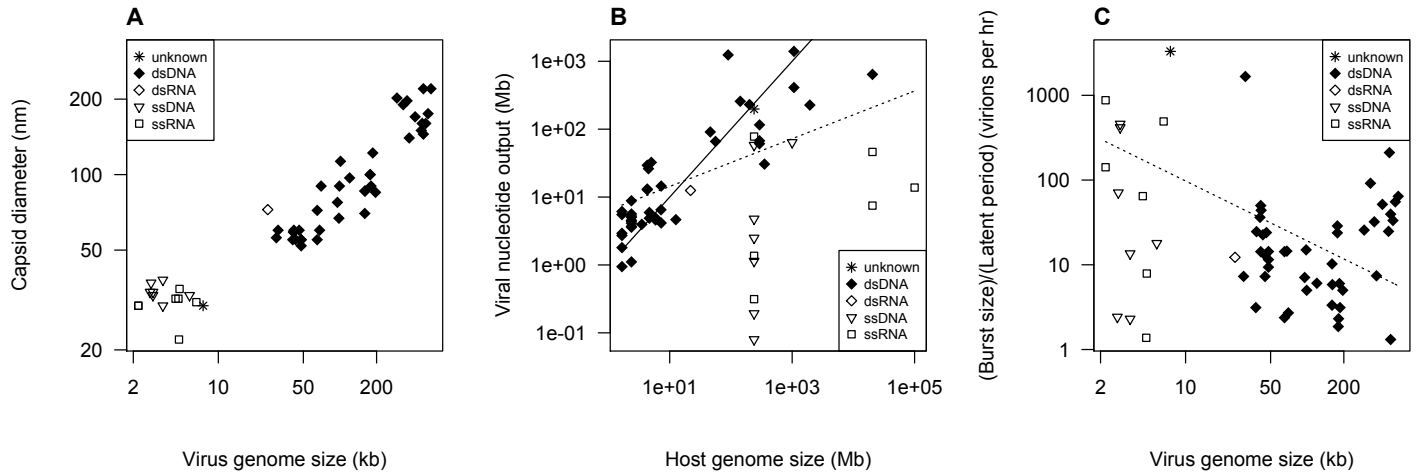 A
unknown
dsDNA
dsRNA
ssDNA
ssRNA
200
100
50
20
2
10
50
200
Capsid diameter (nm)
Virus genome size (kb)
B
1e+03
1e+02
1e+01
1e+00
1e−01
1e+01
1e+03
1e+05
unknown
dsDNA
dsRNA
ssDNA
ssRNA
Viral nucleotide output (Mb)
Host genome size (Mb)
C
unknown
dsDNA
dsRNA
ssDNA
ssRNA
1000
100
10
1
2
10
50
200
(Burst size)/(Latent period) (virions per hr)
Virus genome size (kb)